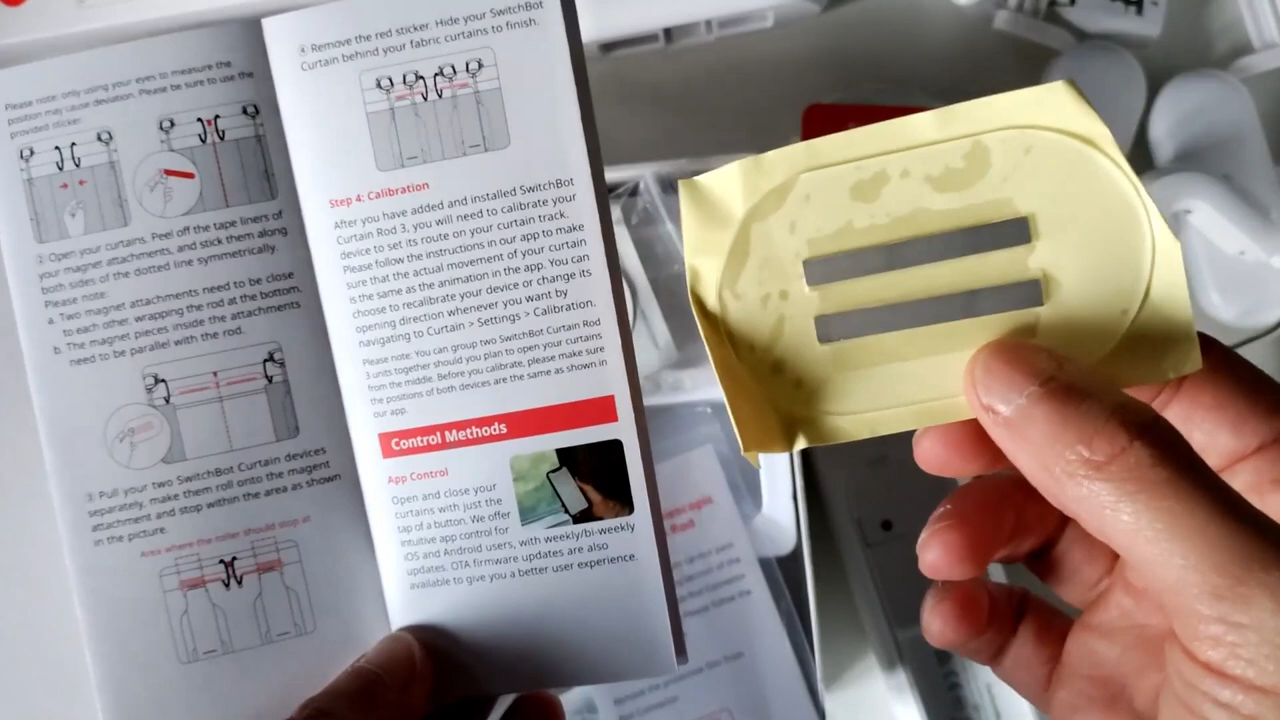 Please note: only using your eyes to measure the
position may cause deviation. Please be sure to use the
provided sticker.
② Open your curtains. Peel off the tape liners of
your magnet attachments, and stick them along
both sides of the dotted line symmetrically.
Please note:
a. Two magnet attachments need to be close
to each other, wrapping the rod at the bottom.
b. The magnet pieces inside the attachments
need to be parallel with the rod.
③ Pull your two SwitchBot Curtain devices
separately, make them roll onto the magent
attachment and stop within the area as shown
in the picture.
Area where the roller should stop at
④ Remove the red sticker. Hide your SwitchBot
Curtain behind your fabric curtains to finish.
Step 4: Calibration
After you have added and installed SwitchBot
Curtain Rod 3, you will need to calibrate your
device to set its route on your curtain track.
Please follow the instructions in our app to make
sure that the actual movement of your curtain
is the same as the animation in the app. You can
choose to recalibrate your device or change its
opening direction whenever you want by
navigating to Curtain > Settings > Calibration.
Please note: You can group two SwitchBot Curtain Rod
3 units together should you plan to open your curtains
from the middle. Before you calibrate, please make sure
the positions of both devices are the same as shown in
our app.
Control Methods
App Control
Open and close your
curtains with just the
tap of a button. We offer
intuitive app control for
iOS and Android users, with weekly/bi-weekly
updates. OTA firmware updates are also
available to give you a better user experience.
Rod